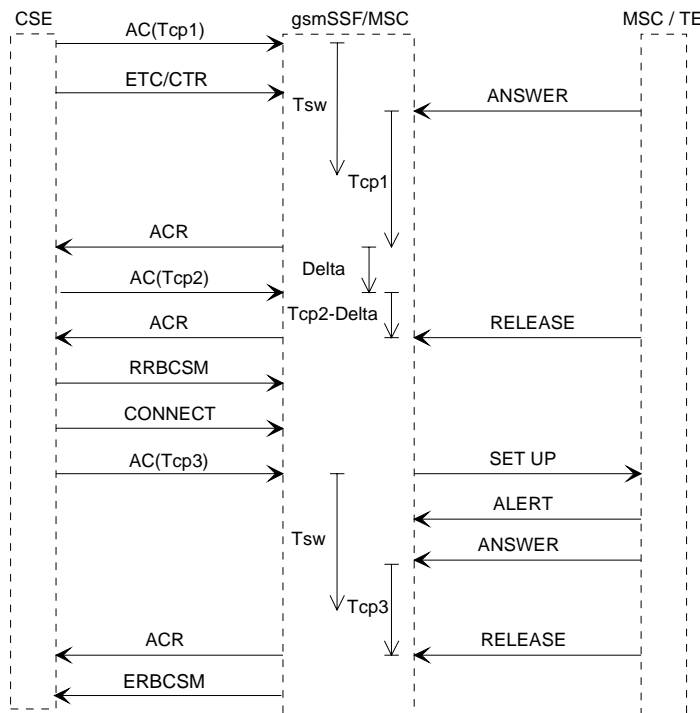 CSE gsmSSF/MSC MSC / TE
AC(Tcp1)
ETC/CTR
Tsw
ANSWER
Tcp1
ACR
Delta
AC(Tcp2)
Tcp2-Delta
ACR
RELEASE
RRBCSM
CONNECT
AC(Tcp3)
SET UP
ALERT
Tsw
ANSWER
Tcp3
ACR
RELEASE
ERBCSM